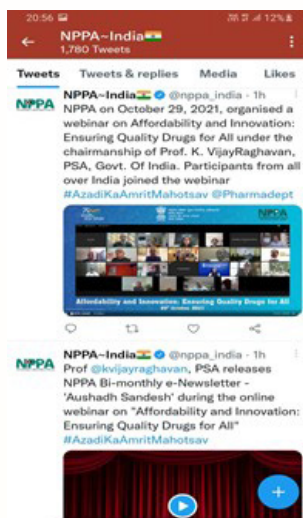 20:56
12%
NPPA~India
1,780 Tweets
Tweets
Tweets & replies
Media
Likes
NPPA
NPPA~India @nppa_india · 1h
NPPA on October 29, 2021, organised a
webinar on Affordability and Innovation:
Ensuring Quality Drugs for All under the
chairmanship of Prof. K. VijayRaghavan,
PSA, Govt. Of India. Participants from all
over India joined the webinar
#AzadiKaAmritMahotsav @Pharmadept
NPPA
Affordability and Innovation: Ensuring Quality Drugs for All
NPPA
NPPA~India @nppa_india · 1h
Prof @kvijayraghavan, PSA releases
NPPA Bi-monthly e-Newsletter -
'Aushadh Sandesh' during the online
webinar on "Affordability and Innovation:
Ensuring Quality Drugs for All"
#AzadiKaAmritMahotsav